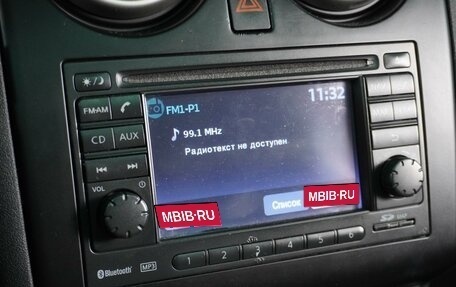 11:32
FM1-P1
99.1 MHz
Радиотекст не доступен
FM·AM
CD AUX
VOL
MBIB-RU
Список
MBIB-RU
1 2 3 4 5 6
Bluetooth MP3
SD